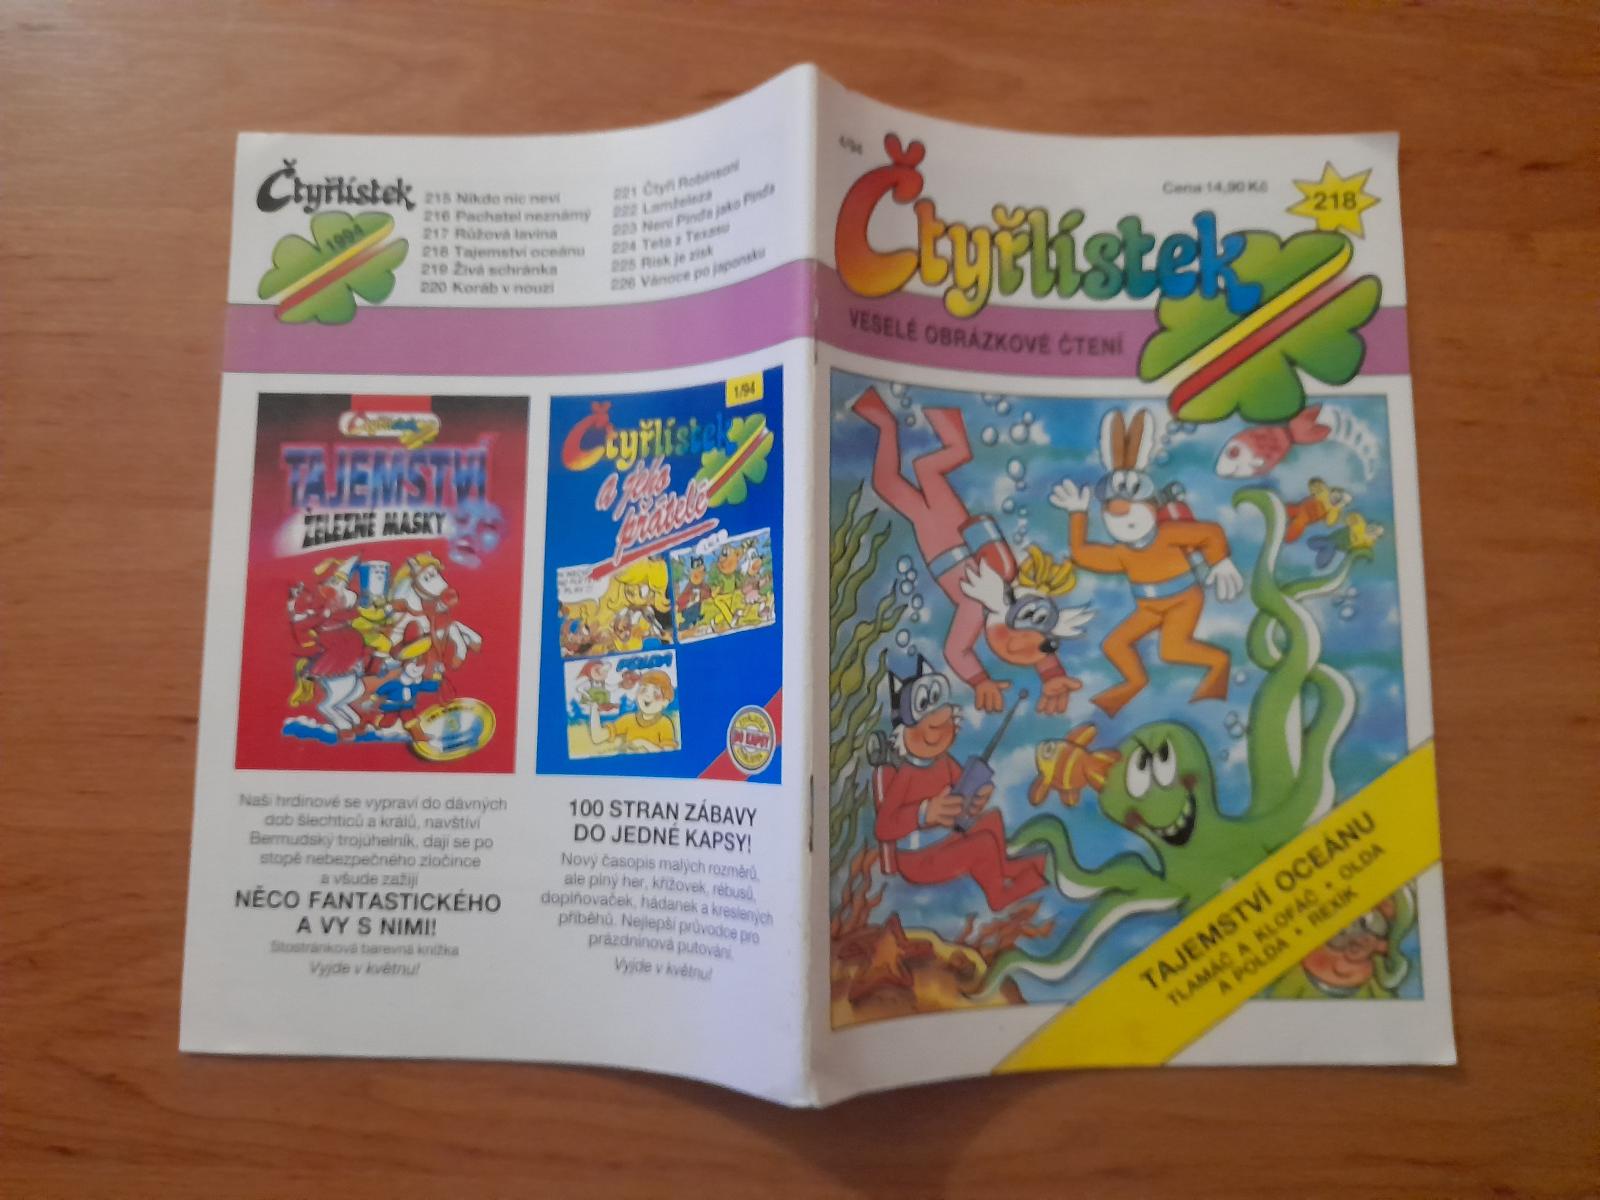 Čtyřlístek
1994
215 Nikdo nic neví
216 Pachatel neznámý
217 Růžová lavina
218 Tajemství oceánu
219 Živá schránka
220 Koráb v nouzi
221 Čtyři Robinsoni
222 Lamželeza
223 Není Pinďa jako Pinďa
224 Teta z Texasu
225 Risk je zisk
226 Vánoce po japonsku
Čtyřlístek
TAJEMSTVÍ
ŽELEZNÉ MASKY
1/94
Čtyřlístek
a jeho
přátelé
POLDA
DO KAPSY
Naši hrdinové se vypraví do dávných
dob šlechticů a králů, navštíví
Bermudský trojúhelník, dají se po
stopě nebezpečného zločince
a všude zažijí
NĚCO FANTASTICKÉHO
A VY S NIMI!
Stostránková barevná knížka
Vyjde v květnu!
100 STRAN ZÁBAVY
DO JEDNÉ KAPSY!
Nový časopis malých rozměrů,
ale plný her, křížovek, rébusů,
doplňovaček, hádanek a kreslených
příběhů. Nejlepší průvodce pro
prázdninová putování.
Vyjde v květnu!
4/94
Čtyřlístek
Cena 14,90 Kč
218
VESELÉ OBRÁZKOVÉ ČTENÍ
TAJEMSTVÍ OCEÁNU
TLAMÁČ A KLOFÁČ • OLDA
A POLDA • REXÍK